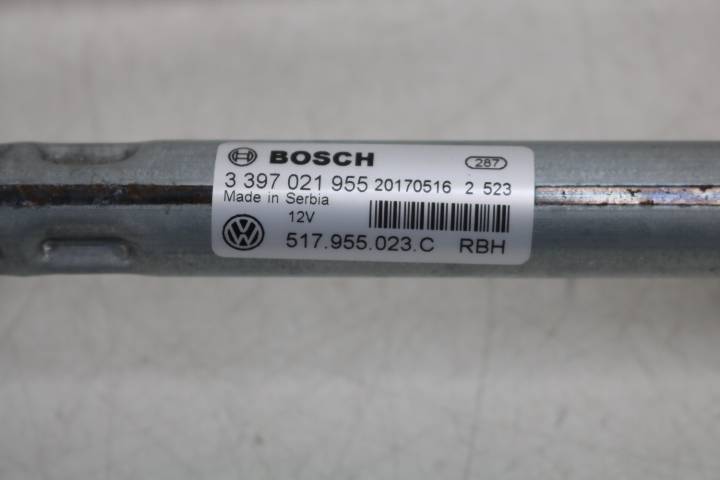 BOSCH 287
3 397 021 955 20170516 2 523
Made in Serbia
12V
517.955.023.C RBH